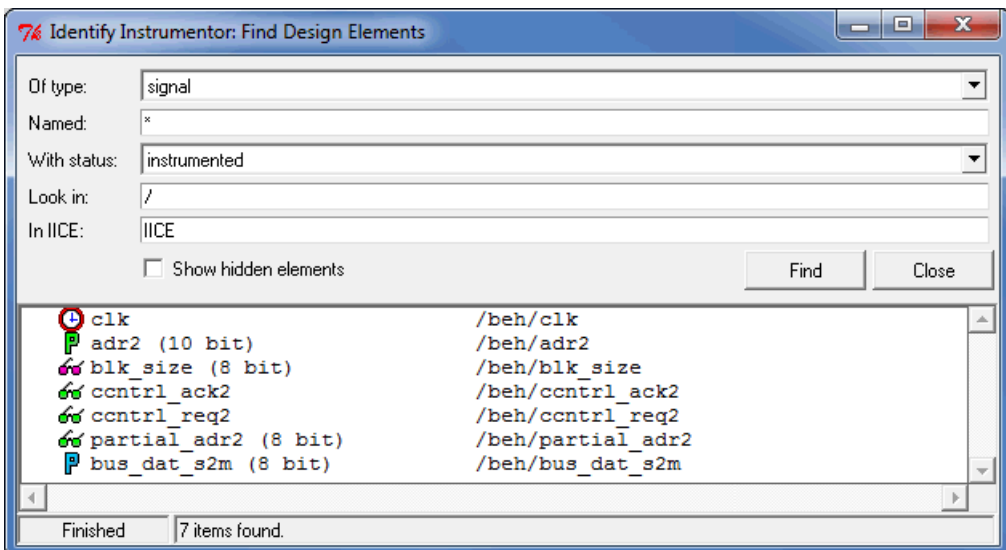 Identify Instrumentor: Find Design Elements
Of type: signal
Named: *
With status: instrumented
Look in: /
In IICE: IICE
Show hidden elements Find Close
clk /beh/clk
P adr2 (10 bit) /beh/adr2
blk_size (8 bit) /beh/blk_size
ccntrl_ack2 /beh/ccntrl_ack2
ccntrl_req2 /beh/ccntrl_req2
partial_adr2 (8 bit) /beh/partial_adr2
P bus_dat_s2m (8 bit) /beh/bus_dat_s2m
Finished 7 items found.